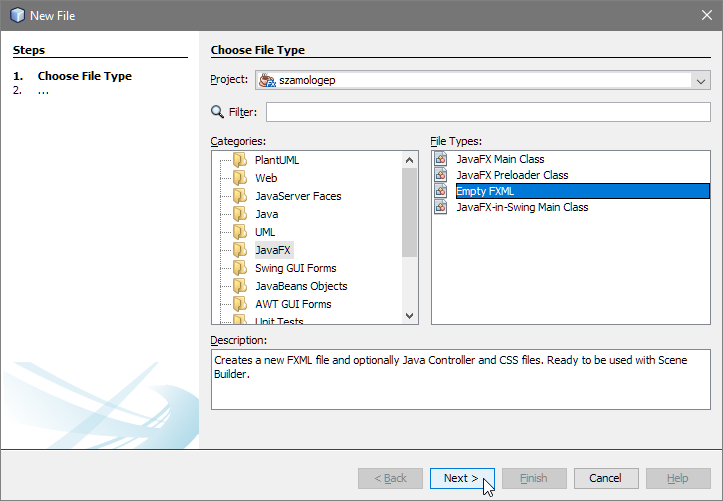 New File
Steps
1. Choose File Type
2. ...
Choose File Type
Project: szamologep
Filter:
Categories:
PlantUML
Web
JavaServer Faces
Java
UML
JavaFX
Swing GUI Forms
JavaBeans Objects
AWT GUI Forms
Unit Tests
File Types:
JavaFX Main Class
JavaFX Preloader Class
Empty FXML
JavaFX-in-Swing Main Class
Description:
Creates a new FXML file and optionally Java Controller and CSS files. Ready to be used with Scene
Builder.
< Back
Next >
Finish
Cancel
Help